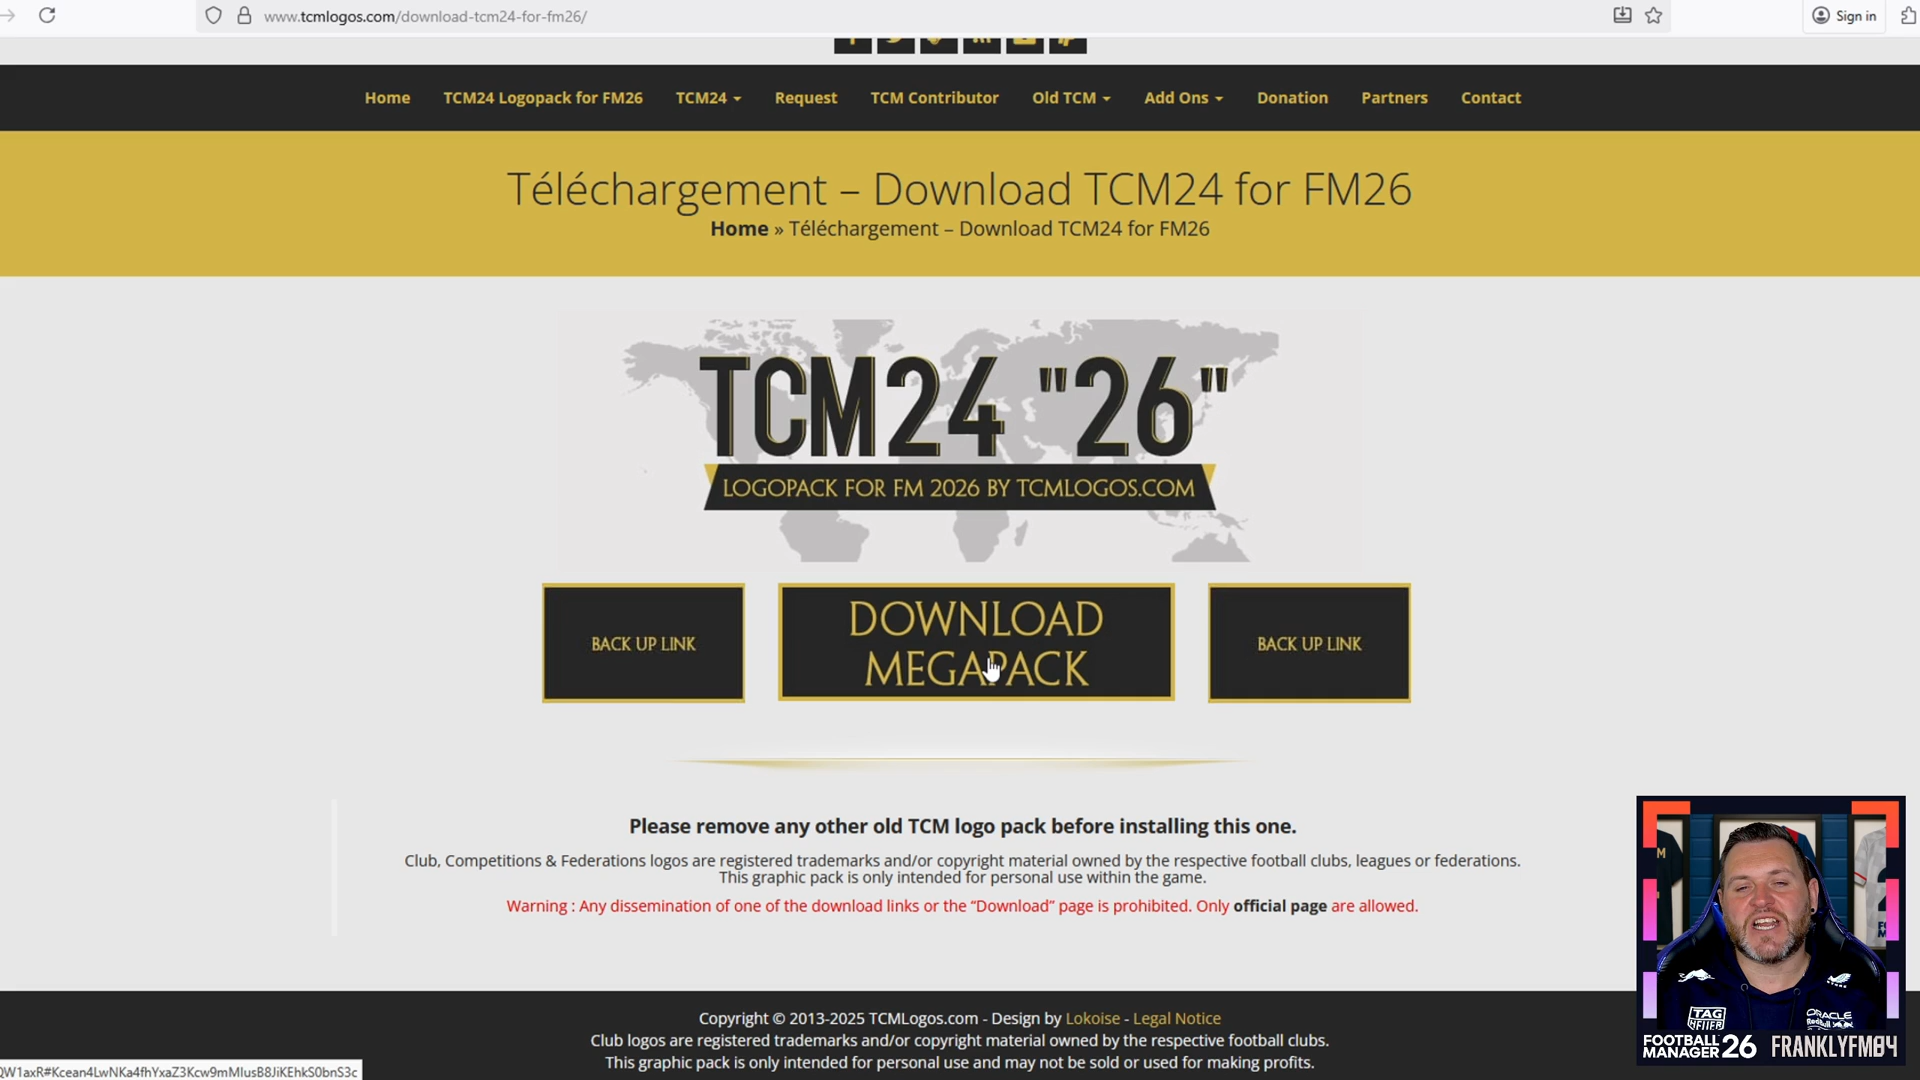 www.tcmlogos.com/download-tcm24-for-fm26/
Sign in
Home TCM24 Logopack for FM26 TCM24 Request TCM Contributor Old TCM Add Ons Donation Partners Contact
Téléchargement – Download TCM24 for FM26
Home » Téléchargement – Download TCM24 for FM26
TCM24 "26"
LOGOPACK FOR FM 2026 BY TCMLOGOS.COM
BACK UP LINK
DOWNLOAD
MEGAPACK
BACK UP LINK
Please remove any other old TCM logo pack before installing this one.
Club, Competitions & Federations logos are registered trademarks and/or copyright material owned by the respective football clubs, leagues or federations.
This graphic pack is only intended for personal use within the game.
Warning : Any dissemination of one of the download links or the “Download” page is prohibited. Only official page are allowed.
Copyright © 2013-2025 TCMLogos.com - Design by Lokoise - Legal Notice
Club logos are registered trademarks and/or copyright material owned by the respective football clubs.
This graphic pack is only intended for personal use and may not be sold or used for making profits.
TAG
HEUER
ORACLE
Red Bull
FOOTBALL
MANAGER 26
FRANKLYFM84